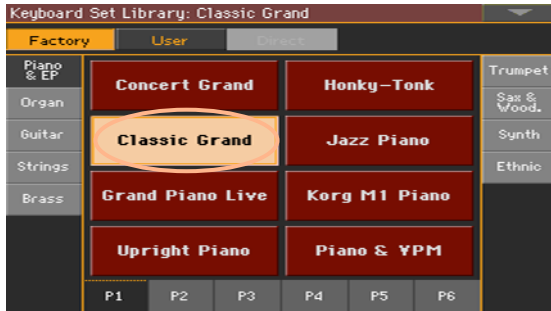 Keyboard Set Library: Classic Grand
Factory
User
Direct
Piano
& EP
Organ
Guitar
Strings
Brass
Concert Grand
Honky-Tonk
Classic Grand
Jazz Piano
Grand Piano Live
Korg M1 Piano
Upright Piano
Piano & YPM
Trumpet
Sax &
Wood.
Synth
Ethnic
P1
P2
P3
P4
P5
P6